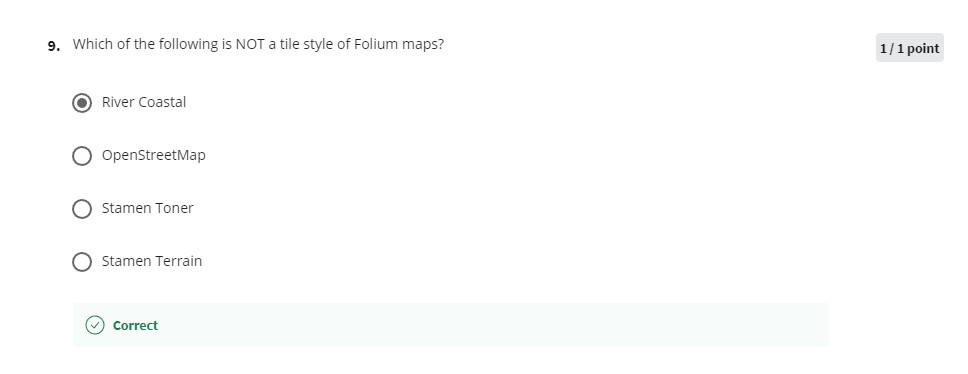 9. Which of the following is NOT a tile style of Folium maps?
1 / 1 point
River Coastal
OpenStreetMap
Stamen Toner
Stamen Terrain
Correct